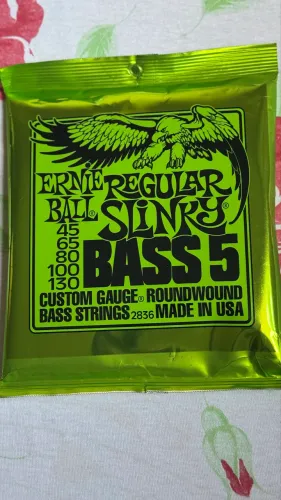 ERNIE BALL®
REGULAR SLINKY®
45
65
80
100
130
BASS 5
CUSTOM GAUGE® ROUNDWOUND
BASS STRINGS 2836 MADE IN USA